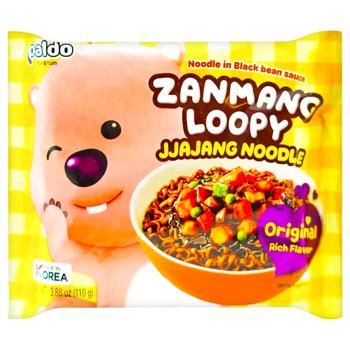 paldo
Noodle in Black bean sauce
ZANMANG
LOOPY
JJAJANG NOODLE
Original
Rich Flavor
KOREA
3.88 oz (110 g)